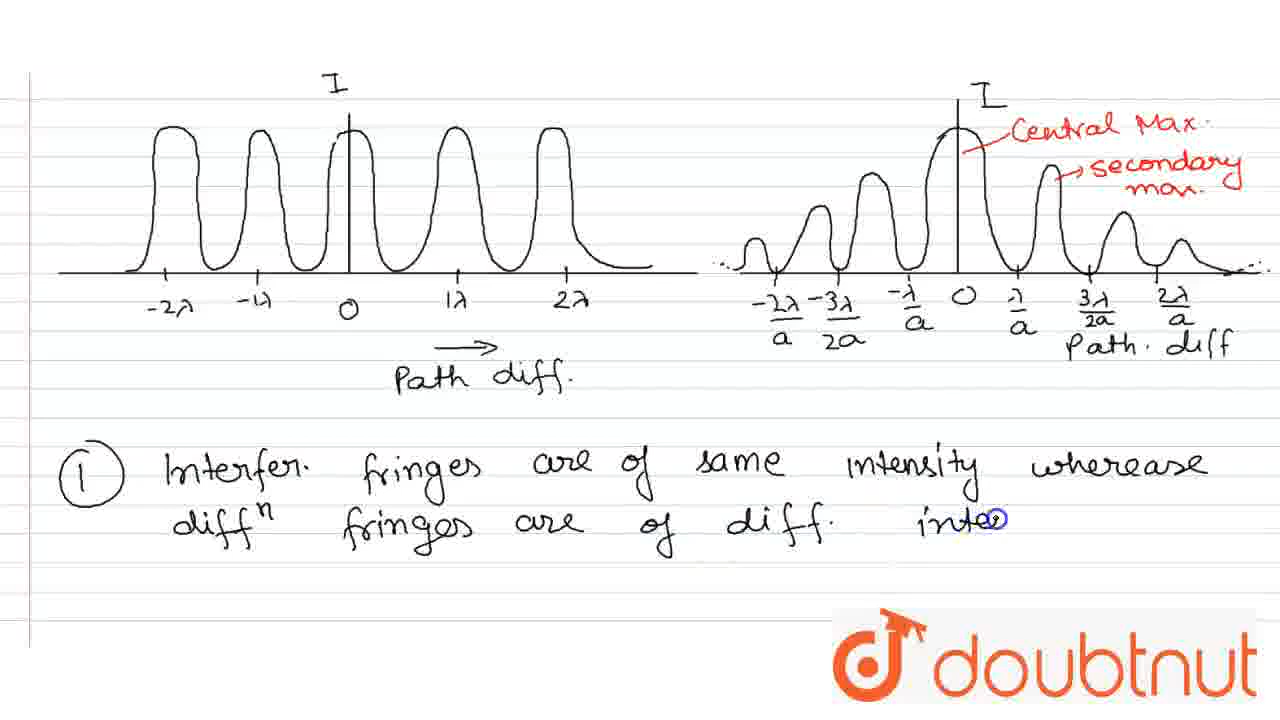 I
I
Central Max.
secondary
max.
-2λ -1λ 0 1λ 2λ
-2λ/a -3λ/2a -λ/a 0 λ/a 3λ/2a 2λ/a
Path diff.
Path. diff
1 Interfer. fringes are of same intensity wherease
diffⁿ fringes are of diff. inte
doubtnut